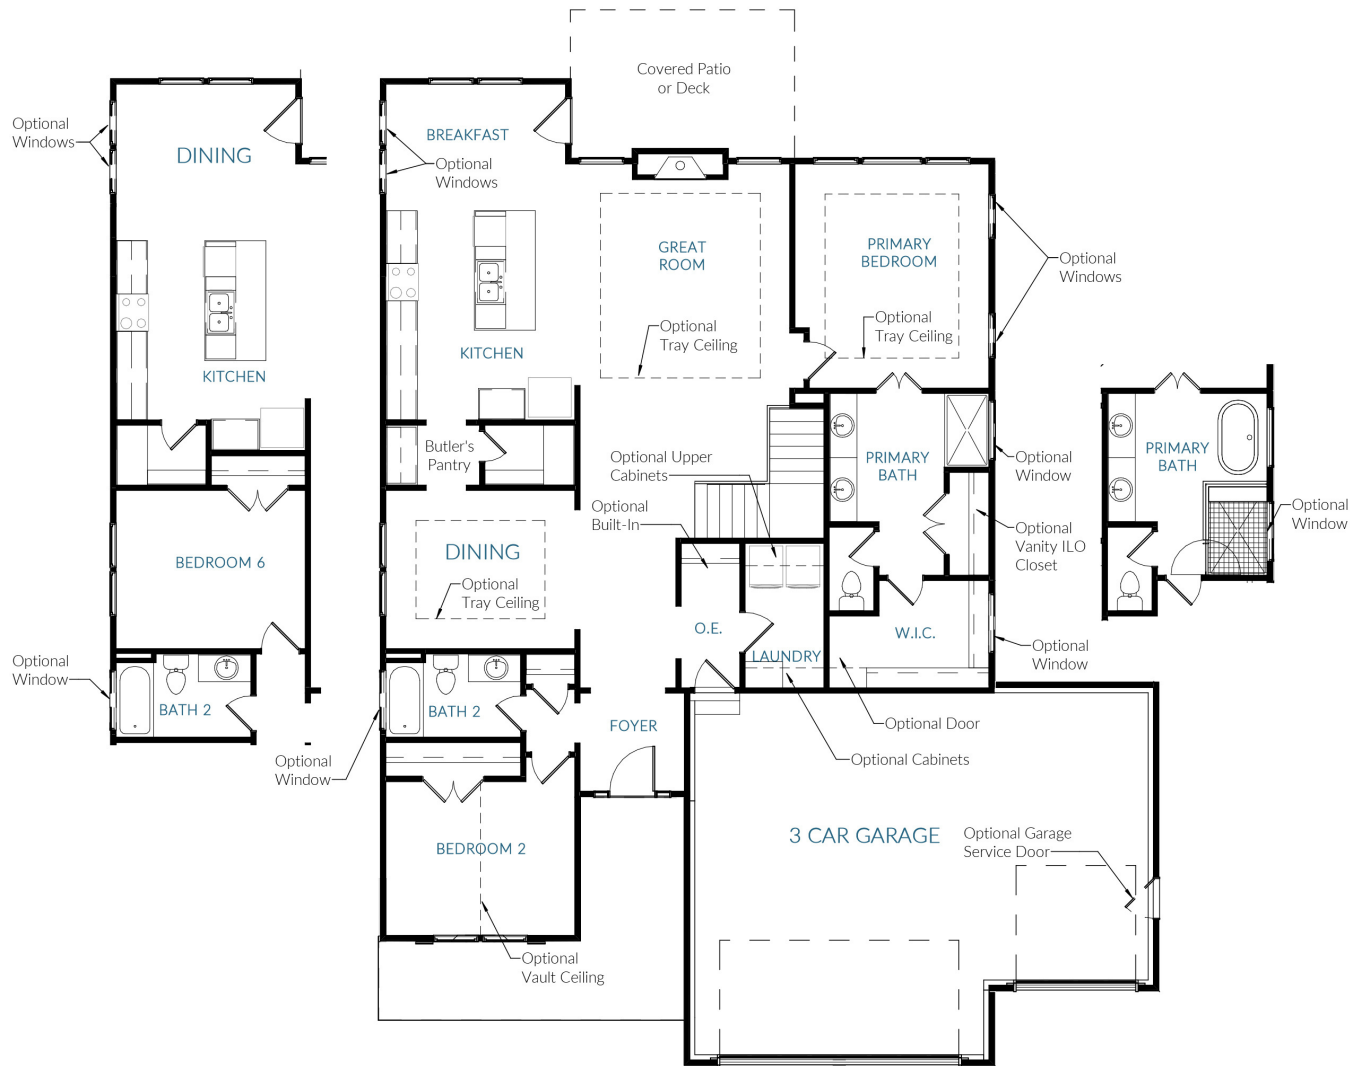 Covered Patio
or Deck
Optional
Windows
DINING
KITCHEN
BEDROOM 6
Optional
Window
BATH 2
BREAKFAST
Optional
Windows
KITCHEN
Butler's
Pantry
DINING
Optional
Tray Ceiling
BATH 2
Optional
Window
BEDROOM 2
Optional
Vault Ceiling
GREAT
ROOM
Optional
Tray Ceiling
Optional Upper
Cabinets
Optional
Built-In
O.E.
LAUNDRY
FOYER
PRIMARY
BEDROOM
Optional
Tray Ceiling
Optional
Windows
PRIMARY
BATH
Optional
Window
Optional
Vanity ILO
Closet
W.I.C.
Optional
Window
Optional Door
Optional Cabinets
3 CAR GARAGE
Optional Garage
Service Door
PRIMARY
BATH
Optional
Window